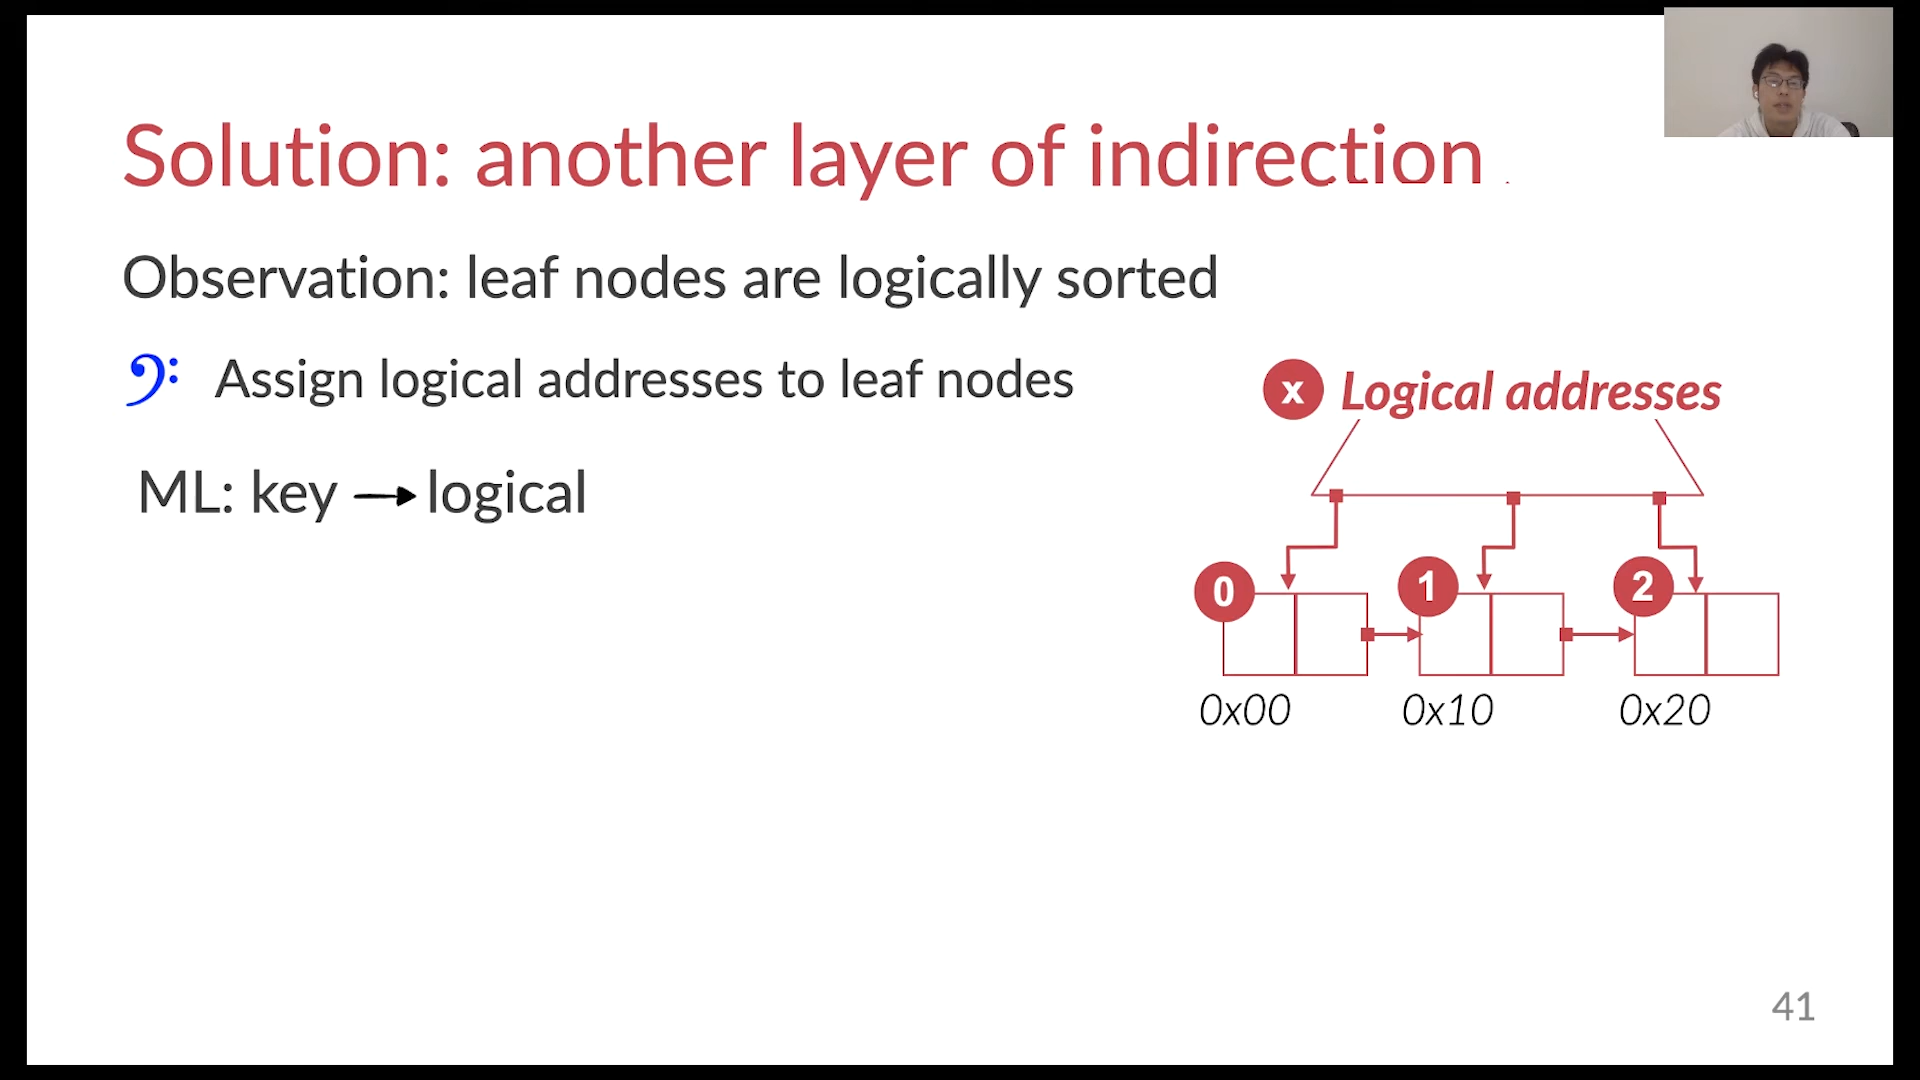 Solution: another layer of indirection
Observation: leaf nodes are logically sorted
Assign logical addresses to leaf nodes
ML: key → logical
x Logical addresses
0 1 2
0x00 0x10 0x20
41